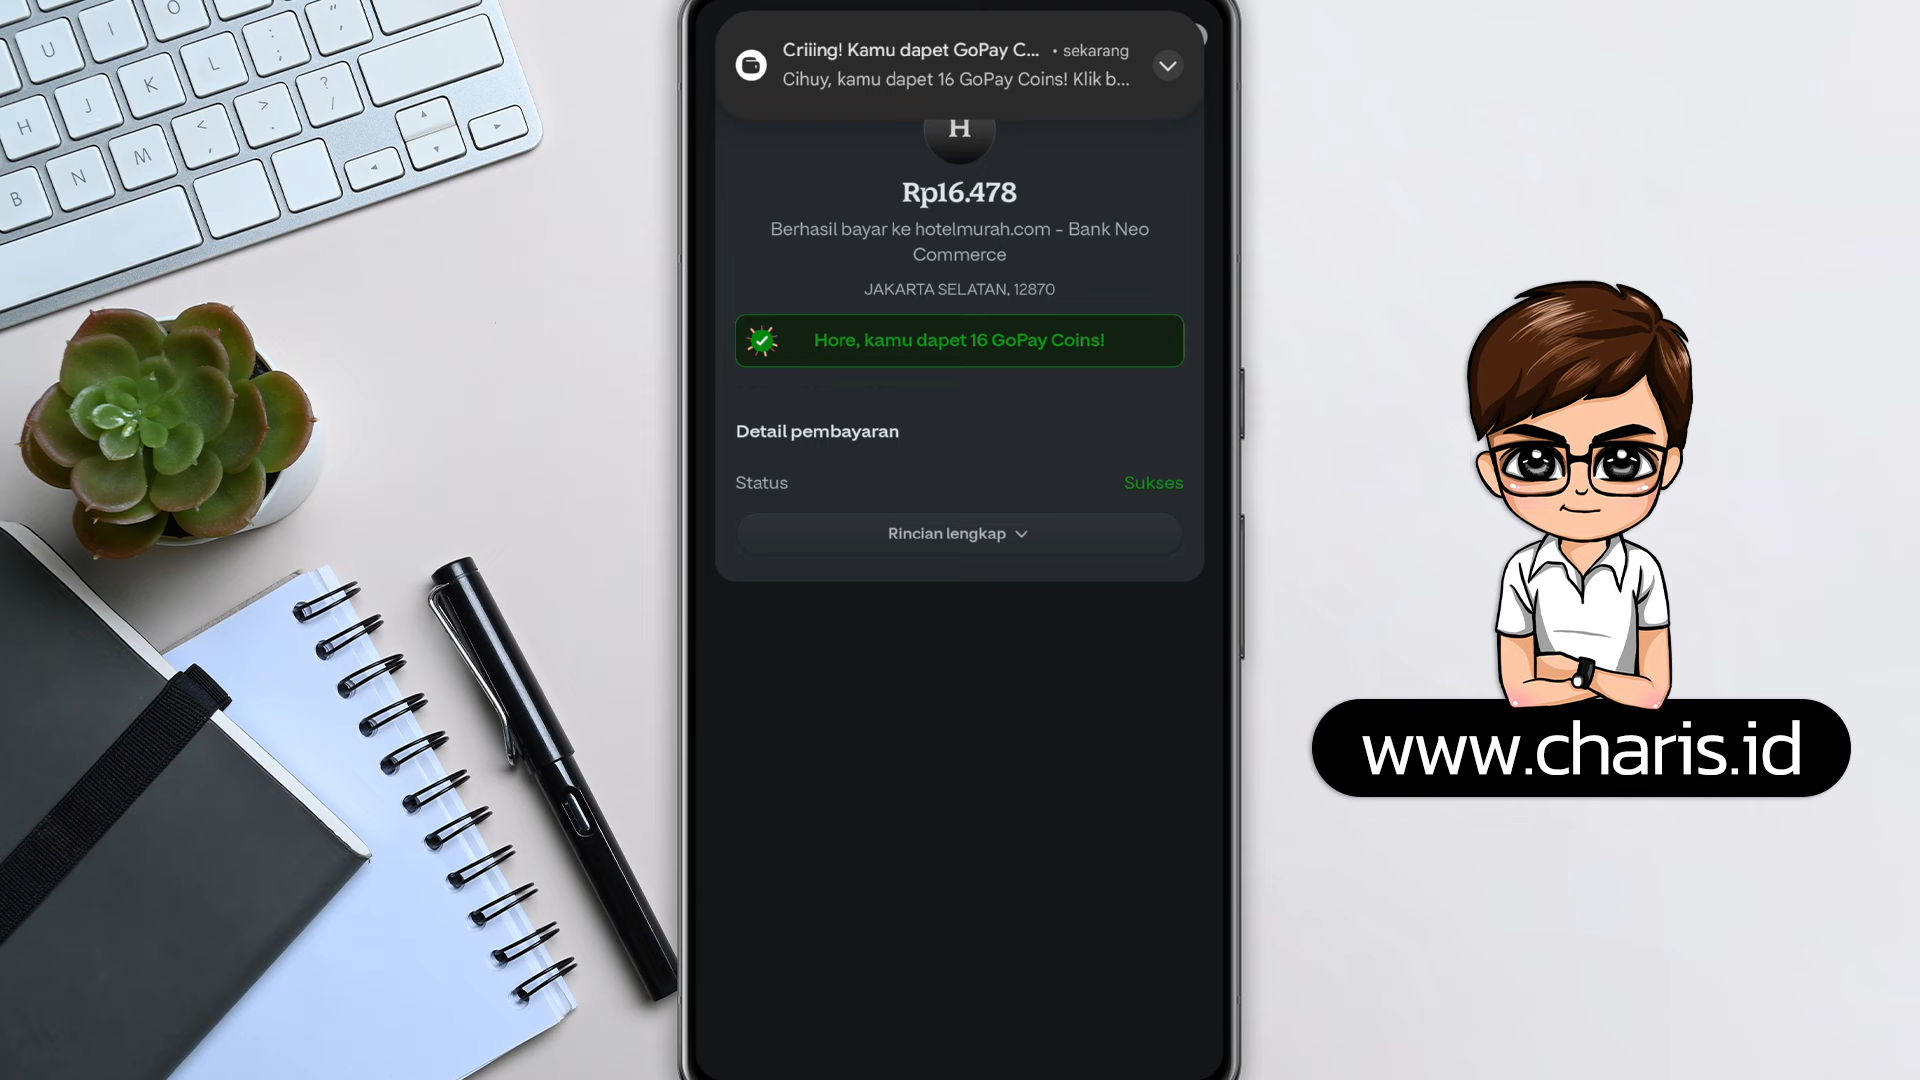 Criiing! Kamu dapet GoPay C... • sekarang
Cihuy, kamu dapet 16 GoPay Coins! Klik b...
H
Rp16.478
Berhasil bayar ke hotelmurah.com - Bank Neo
Commerce
JAKARTA SELATAN, 12870
Hore, kamu dapet 16 GoPay Coins!
Detail pembayaran
Status
Sukses
Rincian lengkap
www.charis.id
U
I
O
H
J
K
L
B
N
M